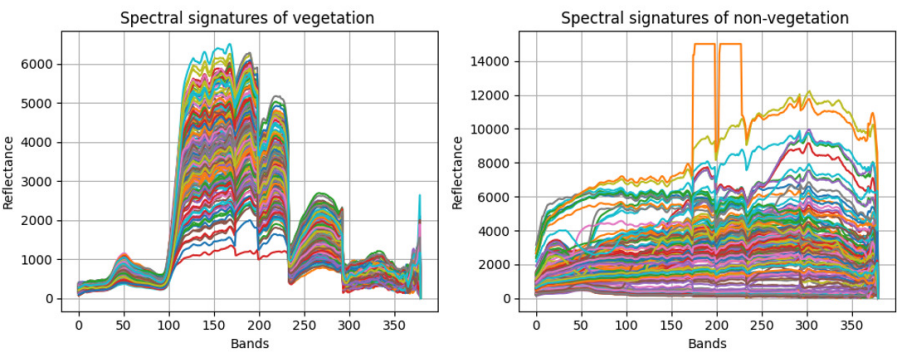 Spectral signatures of vegetation
Reflectance
6000
5000
4000
3000
2000
1000
0
0 50 100 150 200 250 300 350
Bands
Spectral signatures of non-vegetation
Reflectance
14000
12000
10000
8000
6000
4000
2000
0
0 50 100 150 200 250 300 350
Bands